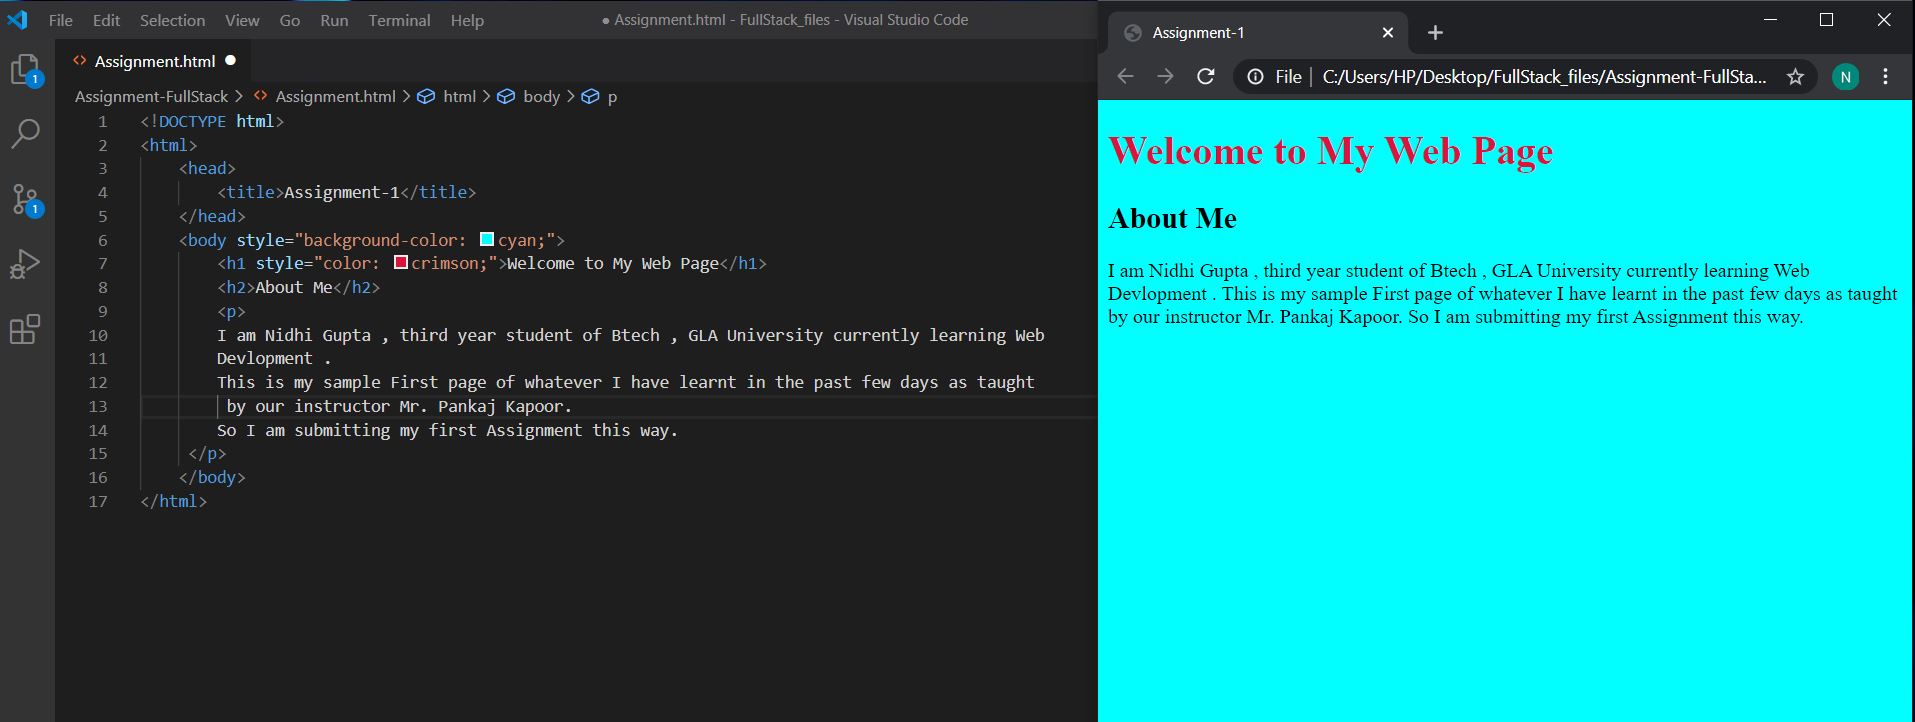 File Edit Selection View Go Run Terminal Help ● Assignment.html - FullStack_files - Visual Studio Code
Assignment.html
Assignment-FullStack > Assignment.html > html > body > p
1 <!DOCTYPE html>
2 <html>
3 <head>
4 <title>Assignment-1</title>
5 </head>
6 <body style="background-color: cyan;">
7 <h1 style="color: crimson;">Welcome to My Web Page</h1>
8 <h2>About Me</h2>
9 <p>
10 I am Nidhi Gupta , third year student of Btech , GLA University currently learning Web
11 Devlopment .
12 This is my sample First page of whatever I have learnt in the past few days as taught
13 by our instructor Mr. Pankaj Kapoor.
14 So I am submitting my first Assignment this way.
15 </p>
16 </body>
17 </html>
1
1
Assignment-1
File | C:/Users/HP/Desktop/FullStack_files/Assignment-FullSta... N
Welcome to My Web Page
About Me
I am Nidhi Gupta , third year student of Btech , GLA University currently learning Web
Devlopment . This is my sample First page of whatever I have learnt in the past few days as taught
by our instructor Mr. Pankaj Kapoor. So I am submitting my first Assignment this way.